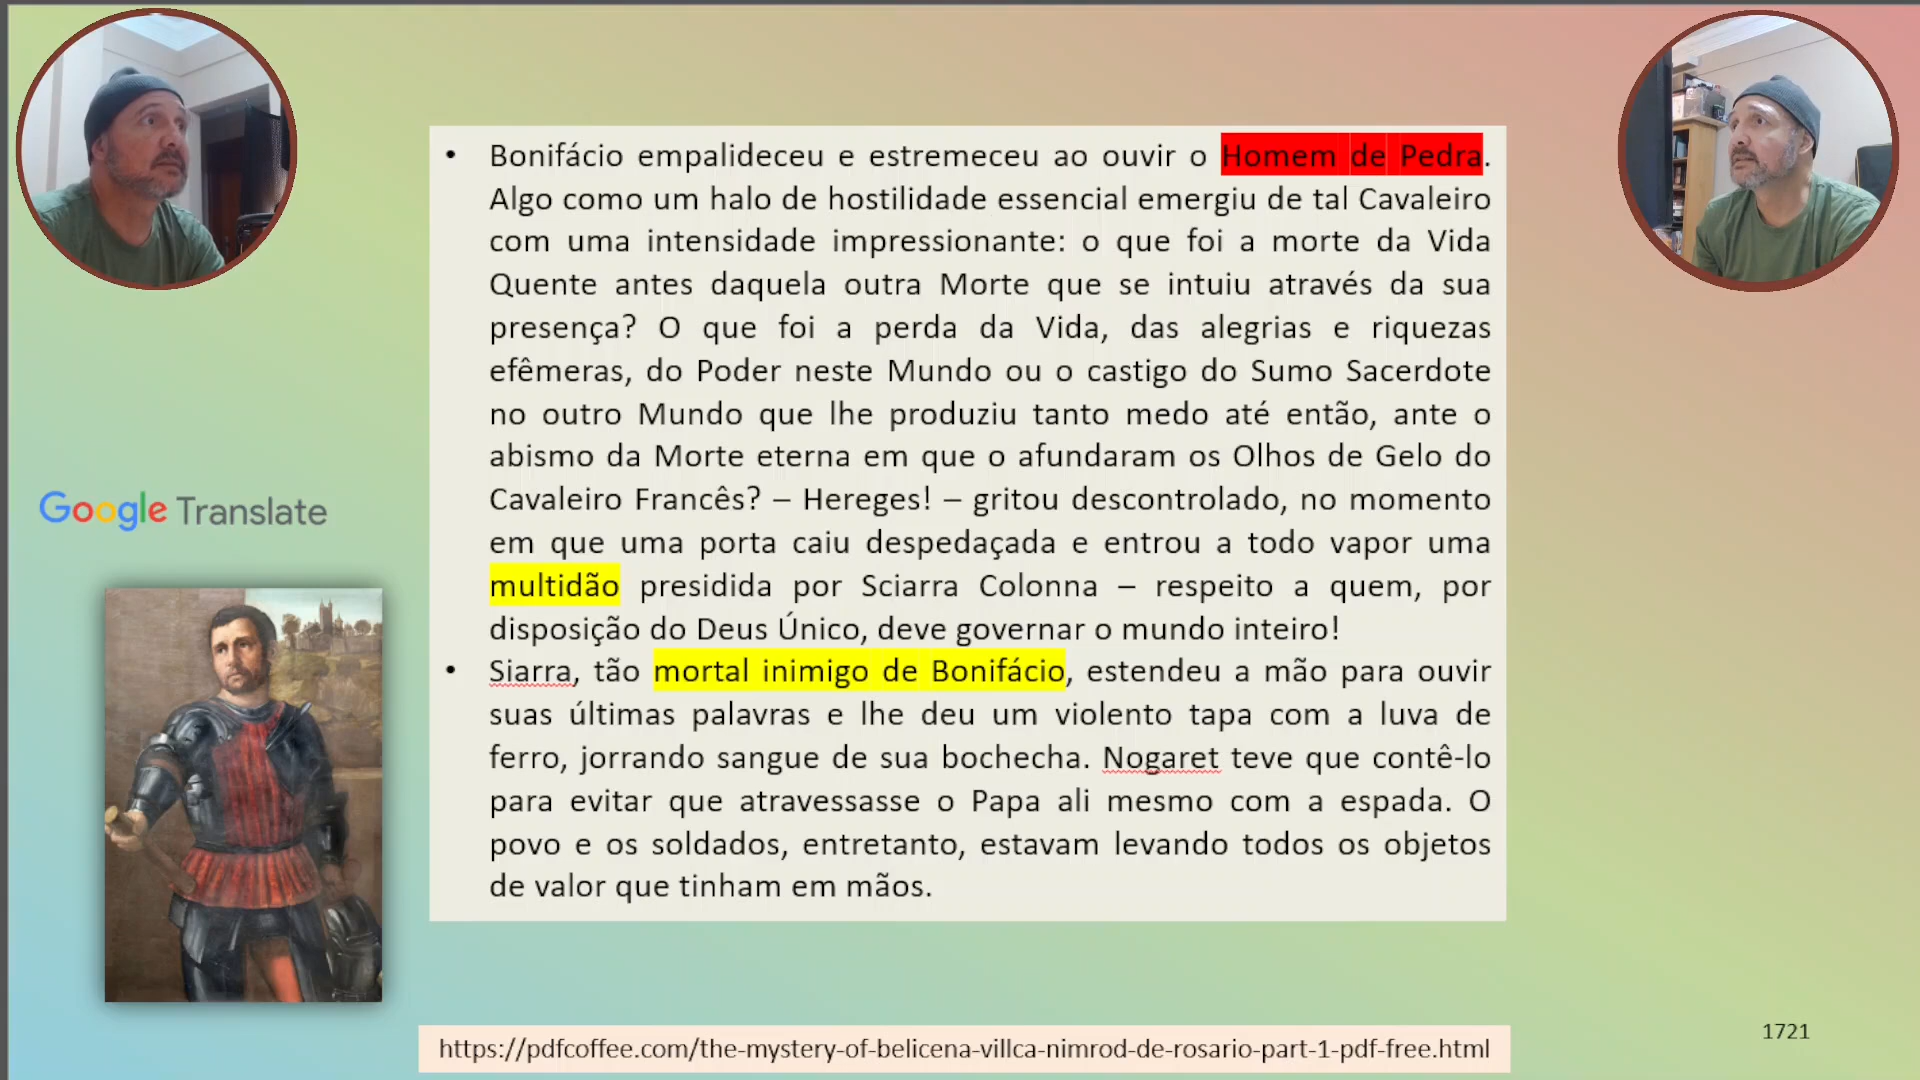 • Bonifácio empalideceu e estremeceu ao ouvir o Homem de Pedra.
Algo como um halo de hostilidade essencial emergiu de tal Cavaleiro
com uma intensidade impressionante: o que foi a morte da Vida
Quente antes daquela outra Morte que se intuiu através da sua
presença? O que foi a perda da Vida, das alegrias e riquezas
efêmeras, do Poder neste Mundo ou o castigo do Sumo Sacerdote
no outro Mundo que lhe produziu tanto medo até então, ante o
abismo da Morte eterna em que o afundaram os Olhos de Gelo do
Cavaleiro Francês? – Hereges! – gritou descontrolado, no momento
em que uma porta caiu despedaçada e entrou a todo vapor uma
multidão presidida por Sciarra Colonna – respeito a quem, por
disposição do Deus Único, deve governar o mundo inteiro!
• Siarra, tão mortal inimigo de Bonifácio, estendeu a mão para ouvir
suas últimas palavras e lhe deu um violento tapa com a luva de
ferro, jorrando sangue de sua bochecha. Nogaret teve que contê-lo
para evitar que atravessasse o Papa ali mesmo com a espada. O
povo e os soldados, entretanto, estavam levando todos os objetos
de valor que tinham em mãos.
Google Translate
https://pdfcoffee.com/the-mystery-of-belicena-villca-nimrod-de-rosario-part-1-pdf-free.html
1721